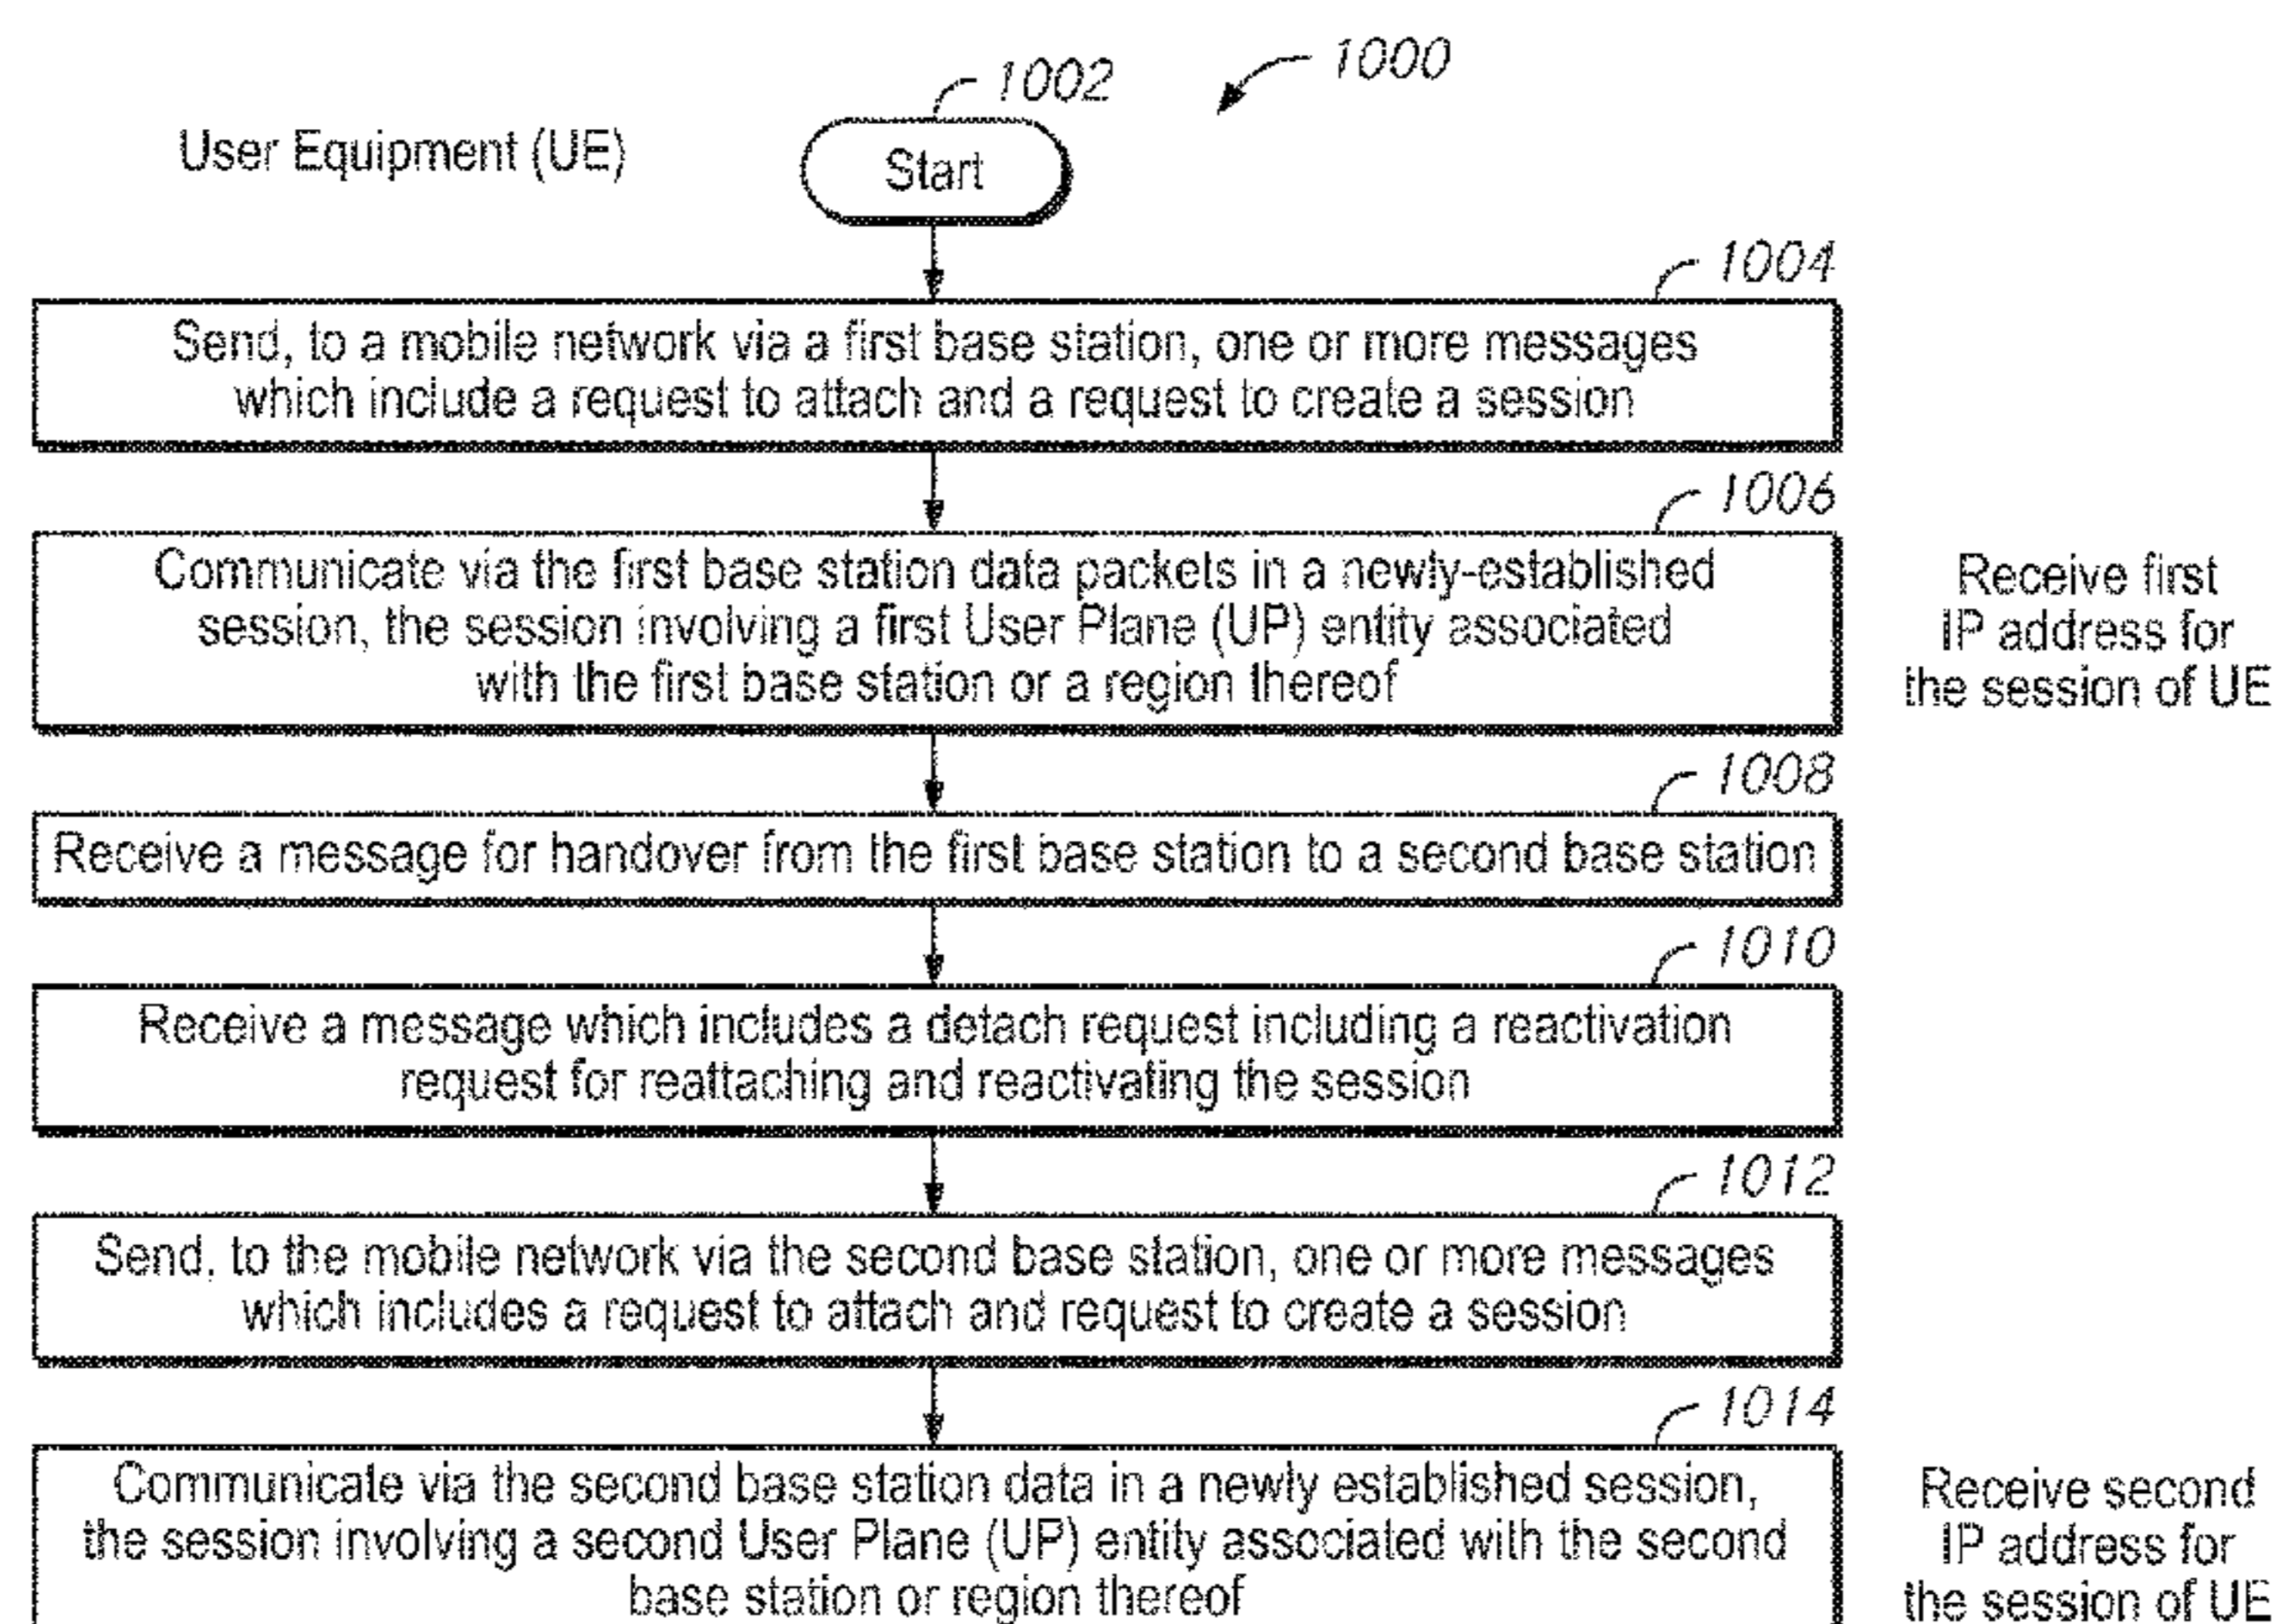 1002
1000
User Equipment (UE)
Start
1004
Send, to a mobile network via a first base station, one or more messages
which include a request to attach and a request to create a session
1006
Communicate via the first base station data packets in a newly-established
session, the session involving a first User Plane (UP) entity associated
with the first base station or a region thereof
Receive first
IP address for
the session of UE
1008
Receive a message for handover from the first base station to a second base station
1010
Receive a message which includes a detach request including a reactivation
request for reattaching and reactivating the session
1012
Send, to the mobile network via the second base station, one or more messages
which includes a request to attach and request to create a session
1014
Communicate via the second base station data in a newly established session,
the session involving a second User Plane (UP) entity associated with the second
base station or region thereof
Receive second
IP address for
the session of UE